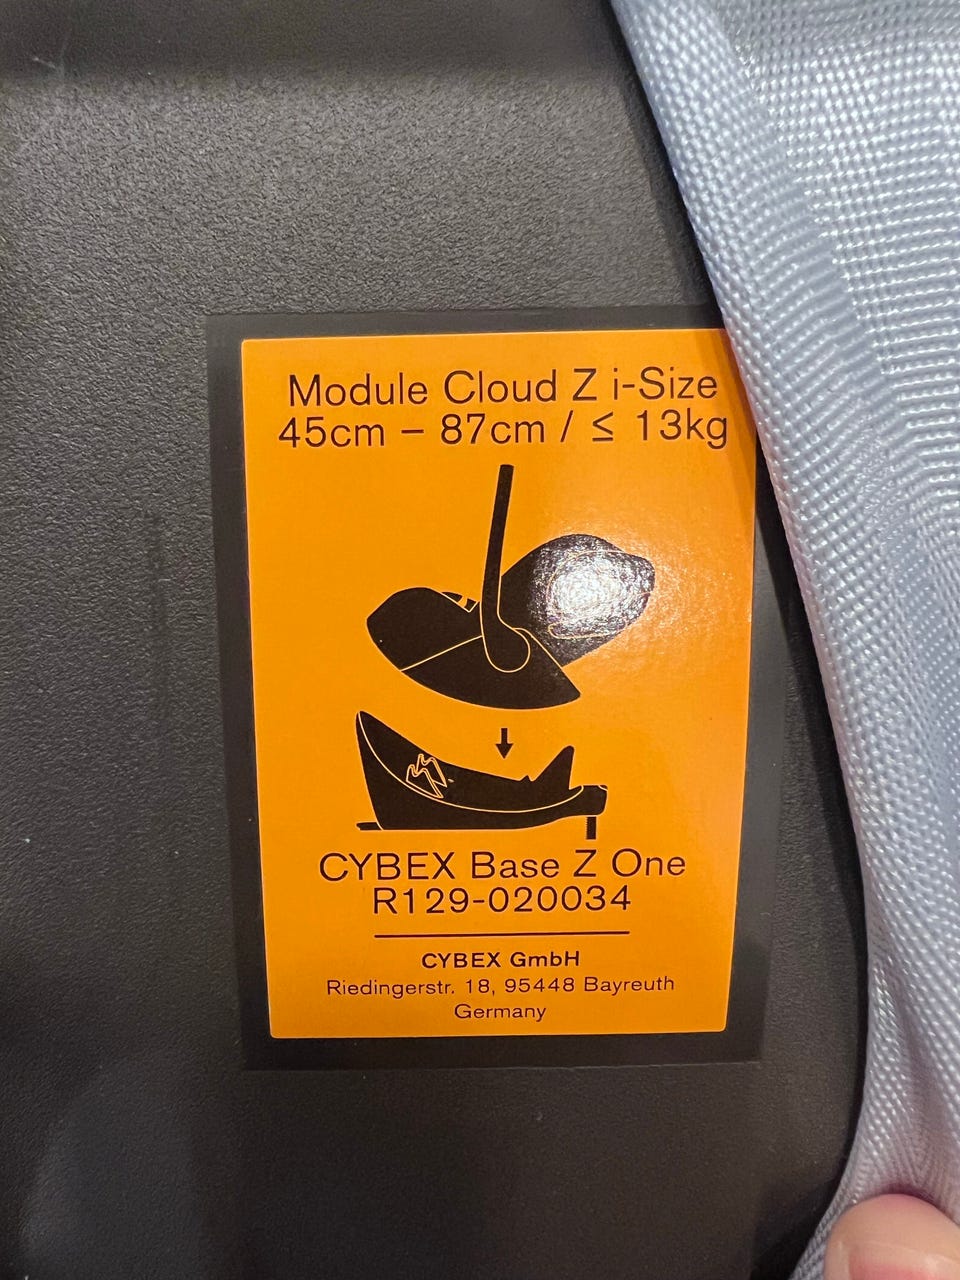 Module Cloud Z i-Size
45cm – 87cm / ≤ 13kg
CYBEX Base Z One
R129-020034
CYBEX GmbH
Riedingerstr. 18, 95448 Bayreuth
Germany